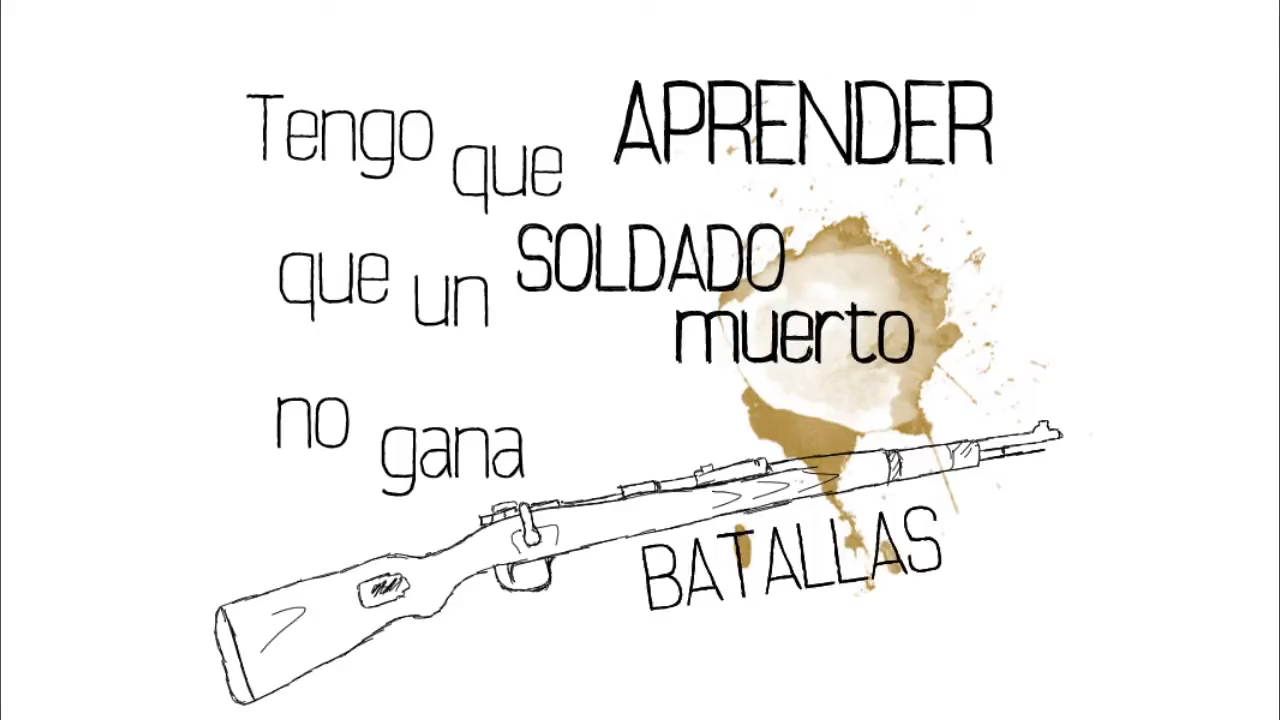 Tengo que APRENDER
que un SOLDADO
muerto
no gana
BATALLAS